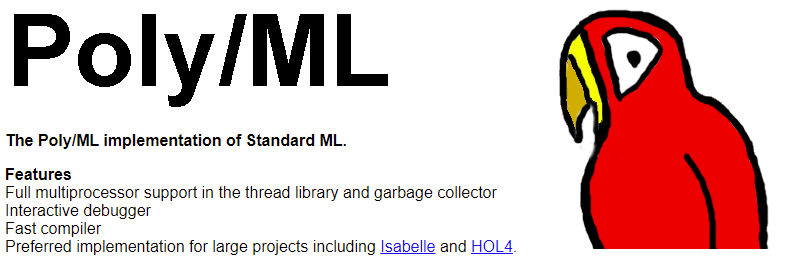 Poly/ML
The Poly/ML implementation of Standard ML.
Features
Full multiprocessor support in the thread library and garbage collector
Interactive debugger
Fast compiler
Preferred implementation for large projects including Isabelle and HOL4.